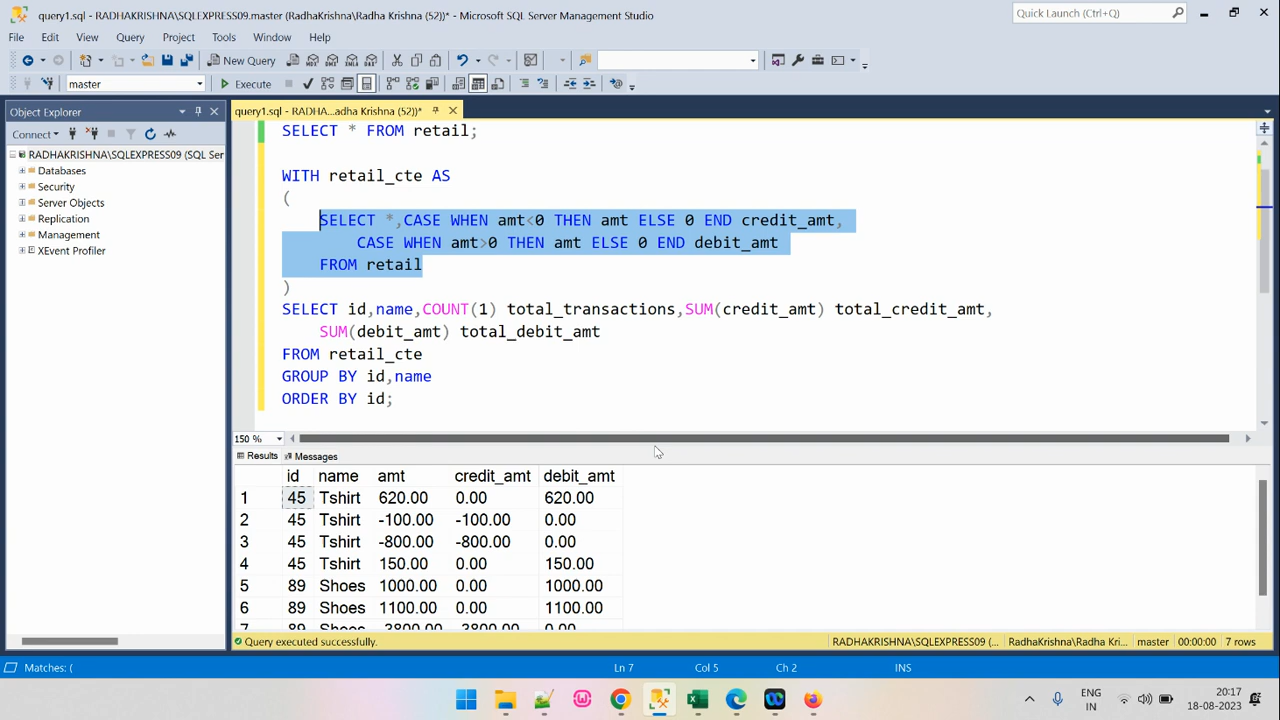 query1.sql - RADHAKRISHNA\SQLEXPRESS09.master (RADHAKRISHNA\Radha Krishna (52))* - Microsoft SQL Server Management Studio
Quick Launch (Ctrl+Q)
File Edit View Query Project Tools Window Help
New Query
master Execute
Object Explorer
query1.sql - RADHA...adha Krishna (52))*
Connect
RADHAKRISHNA\SQLEXPRESS09 (SQL Ser
Databases
Security
Server Objects
Replication
Management
XEvent Profiler
SELECT * FROM retail;
WITH retail_cte AS
(
SELECT *,CASE WHEN amt<0 THEN amt ELSE 0 END credit_amt,
CASE WHEN amt>0 THEN amt ELSE 0 END debit_amt
FROM retail
)
SELECT id,name,COUNT(1) total_transactions,SUM(credit_amt) total_credit_amt,
SUM(debit_amt) total_debit_amt
FROM retail_cte
GROUP BY id,name
ORDER BY id;
150 %
Results Messages
id name amt credit_amt debit_amt
1 45 Tshirt 620.00 0.00 620.00
2 45 Tshirt -100.00 -100.00 0.00
3 45 Tshirt -800.00 -800.00 0.00
4 45 Tshirt 150.00 0.00 150.00
5 89 Shoes 1000.00 0.00 1000.00
6 89 Shoes 1100.00 0.00 1100.00
7 89 Shoes -3800.00 -3800.00 0.00
Query executed successfully. RADHAKRISHNA\SQLEXPRESS09 (... RadhaKrishna\Radha Kri... master 00:00:00 7 rows
Matches: ( Ln 7 Col 5 Ch 2 INS
ENG
IN
20:17
18-08-2023